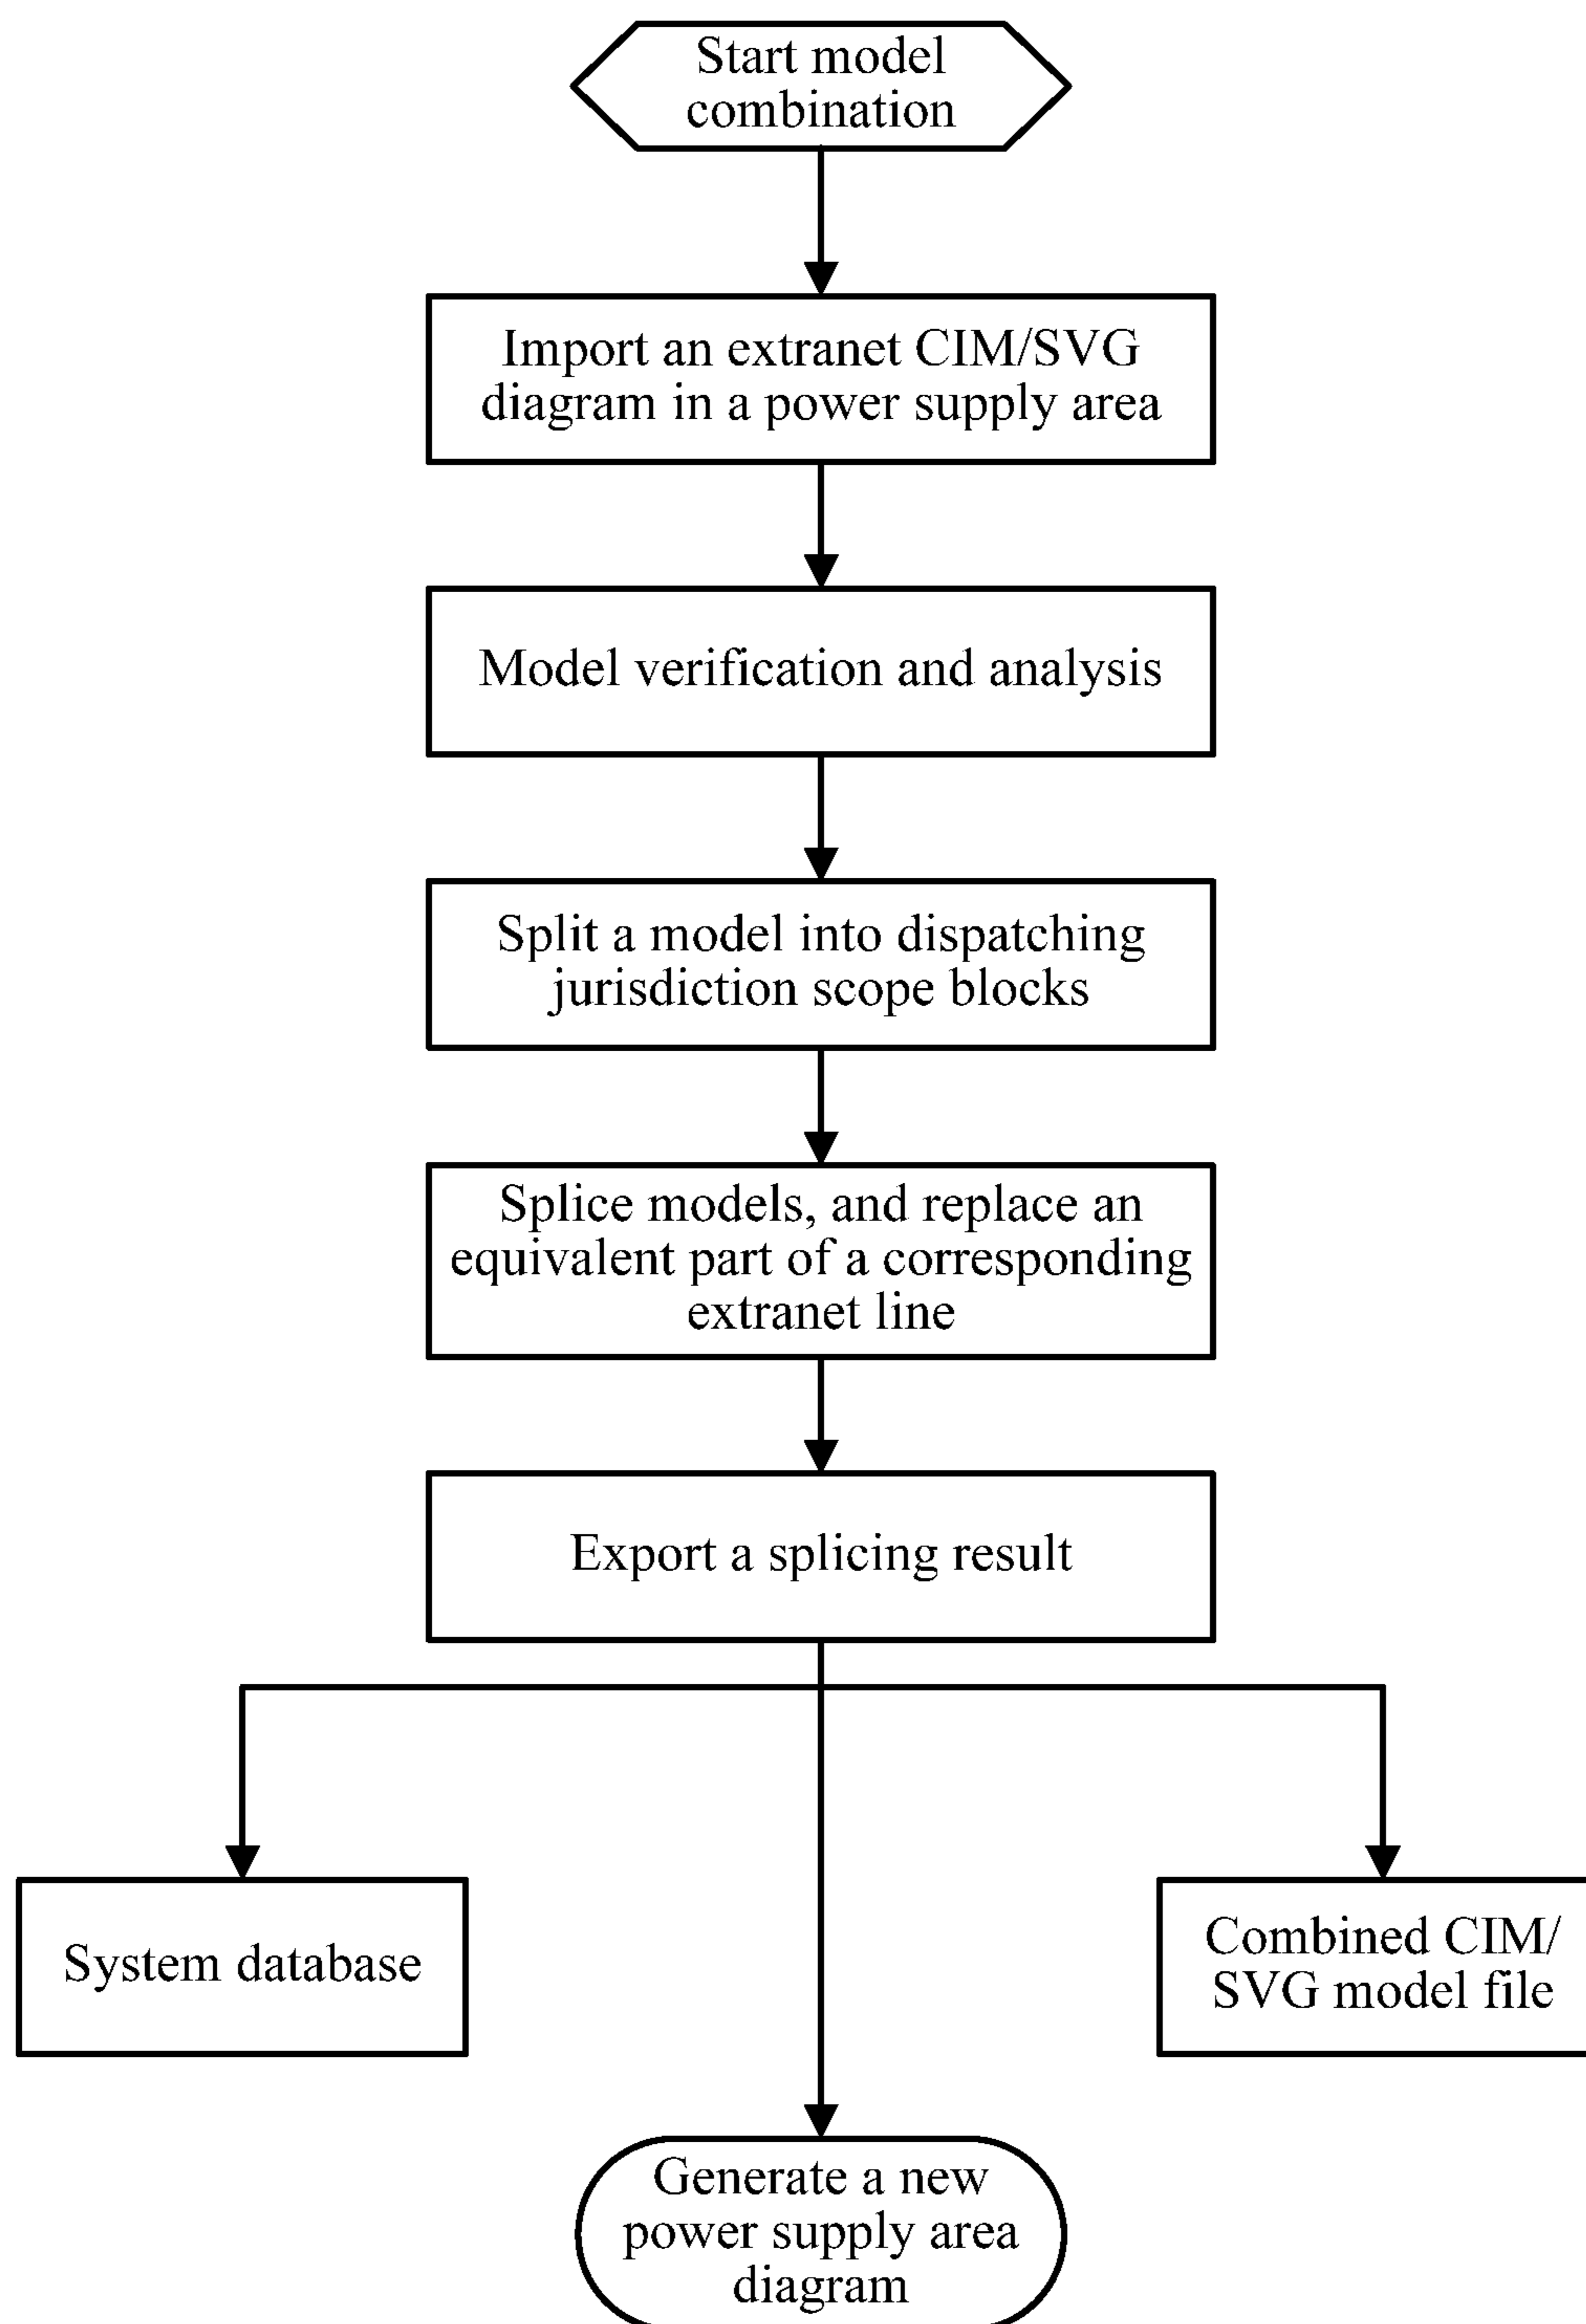 Start model
combination
Import an extranet CIM/SVG
diagram in a power supply area
Model verification and analysis
Split a model into dispatching
jurisdiction scope blocks
Splice models, and replace an
equivalent part of a corresponding
extranet line
Export a splicing result
System database
Combined CIM/
SVG model file
Generate a new
power supply area
diagram